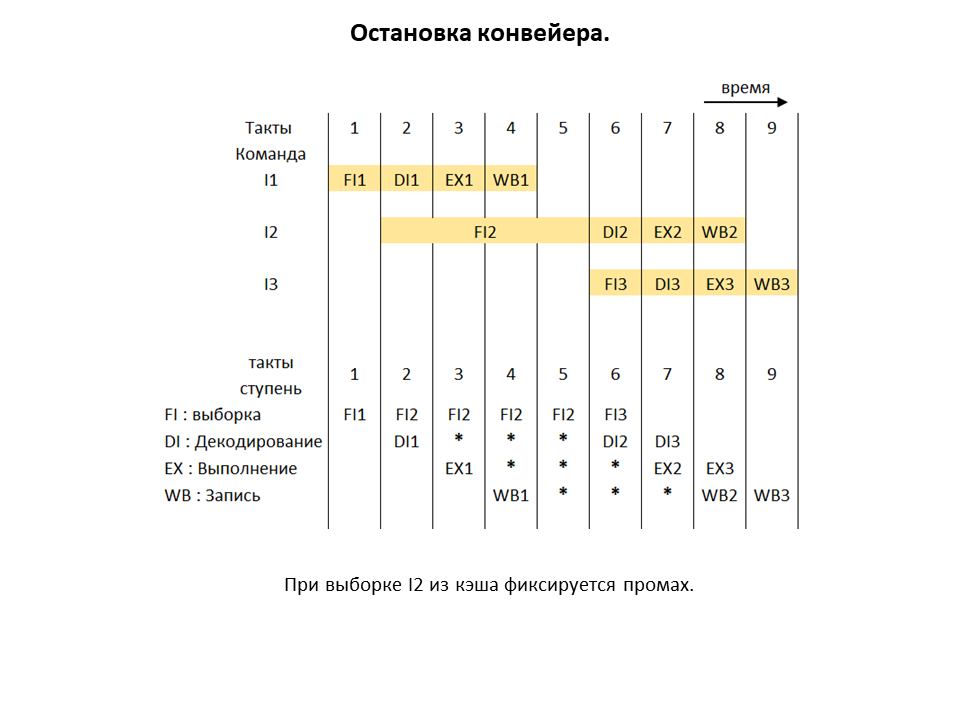 Остановка конвейера.
время
Такты 1 2 3 4 5 6 7 8 9
Команда
I1 FI1 DI1 EX1 WB1
I2 FI2 DI2 EX2 WB2
I3 FI3 DI3 EX3 WB3
такты
ступень 1 2 3 4 5 6 7 8 9
FI : выборка FI1 FI2 FI2 FI2 FI2 FI3
DI : Декодирование DI1 * * * DI2 DI3
EX : Выполнение EX1 * * * EX2 EX3
WB : Запись WB1 * * * WB2 WB3
При выборке I2 из кэша фиксируется промах.